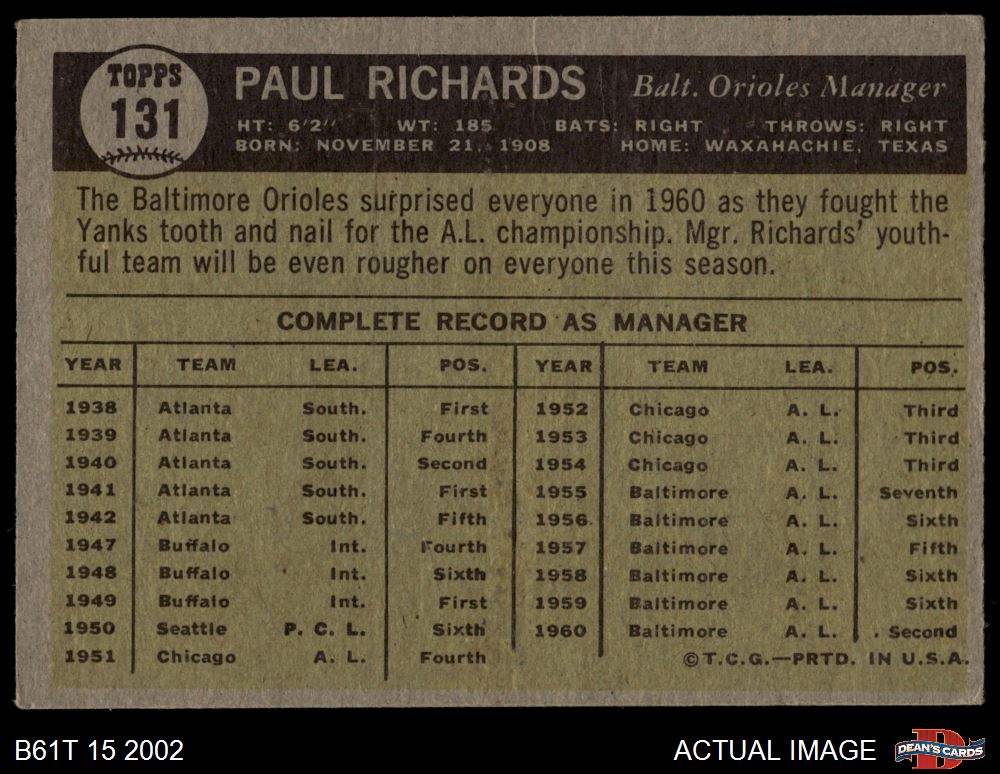 TOPPS
131
PAUL RICHARDS Balt. Orioles Manager
HT: 6'2" WT: 185 BATS: RIGHT THROWS: RIGHT
BORN: NOVEMBER 21, 1908 HOME: WAXAHACHIE, TEXAS
The Baltimore Orioles surprised everyone in 1960 as they fought the
Yanks tooth and nail for the A.L. championship. Mgr. Richards' youth-
ful team will be even rougher on everyone this season.
COMPLETE RECORD AS MANAGER
YEAR TEAM LEA. POS. YEAR TEAM LEA. POS.
1938 Atlanta South. First 1952 Chicago A. L. Third
1939 Atlanta South. Fourth 1953 Chicago A. L. Third
1940 Atlanta South. Second 1954 Chicago A. L. Third
1941 Atlanta South. First 1955 Baltimore A. L. Seventh
1942 Atlanta South. Fifth 1956 Baltimore A. L. Sixth
1947 Buffalo Int. Fourth 1957 Baltimore A. L. Fifth
1948 Buffalo Int. Sixth 1958 Baltimore A. L. Sixth
1949 Buffalo Int. First 1959 Baltimore A. L. Sixth
1950 Seattle P. C. L. Sixth 1960 Baltimore A. L. Second
1951 Chicago A. L. Fourth ©T.C.G.—PRTD. IN U.S.A.
B61T 15 2002 ACTUAL IMAGE DEAN'S CARDS